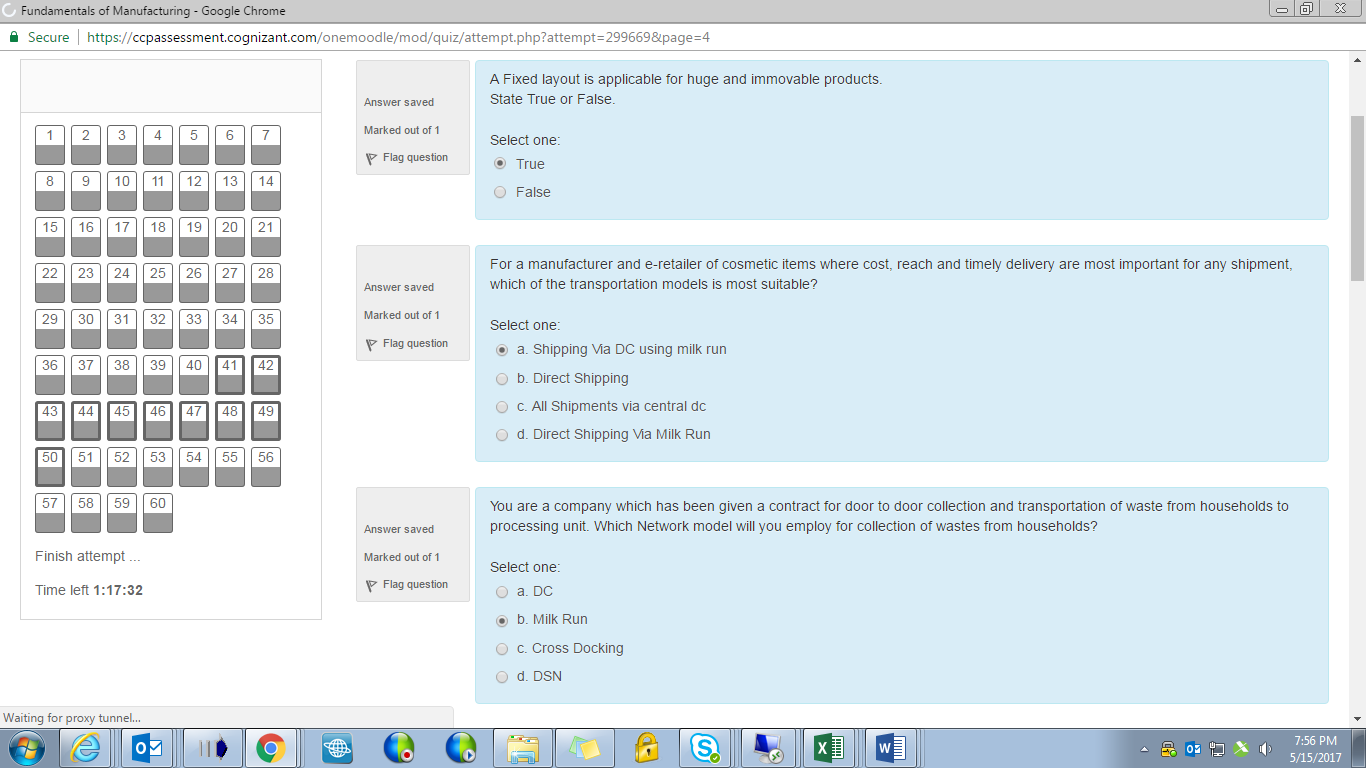 Fundamentals of Manufacturing - Google Chrome
Secure https://ccpassessment.cognizant.com/onemoodle/mod/quiz/attempt.php?attempt=299669&page=4
1 2 3 4 5 6 7
8 9 10 11 12 13 14
15 16 17 18 19 20 21
22 23 24 25 26 27 28
29 30 31 32 33 34 35
36 37 38 39 40 41 42
43 44 45 46 47 48 49
50 51 52 53 54 55 56
57 58 59 60
Finish attempt ...
Time left 1:17:32
Answer saved
Marked out of 1
Flag question
A Fixed layout is applicable for huge and immovable products.
State True or False.
Select one:
True
False
Answer saved
Marked out of 1
Flag question
For a manufacturer and e-retailer of cosmetic items where cost, reach and timely delivery are most important for any shipment,
which of the transportation models is most suitable?
Select one:
a. Shipping Via DC using milk run
b. Direct Shipping
c. All Shipments via central dc
d. Direct Shipping Via Milk Run
Answer saved
Marked out of 1
Flag question
You are a company which has been given a contract for door to door collection and transportation of waste from households to
processing unit. Which Network model will you employ for collection of wastes from households?
Select one:
a. DC
b. Milk Run
c. Cross Docking
d. DSN
Waiting for proxy tunnel...
7:56 PM
5/15/2017